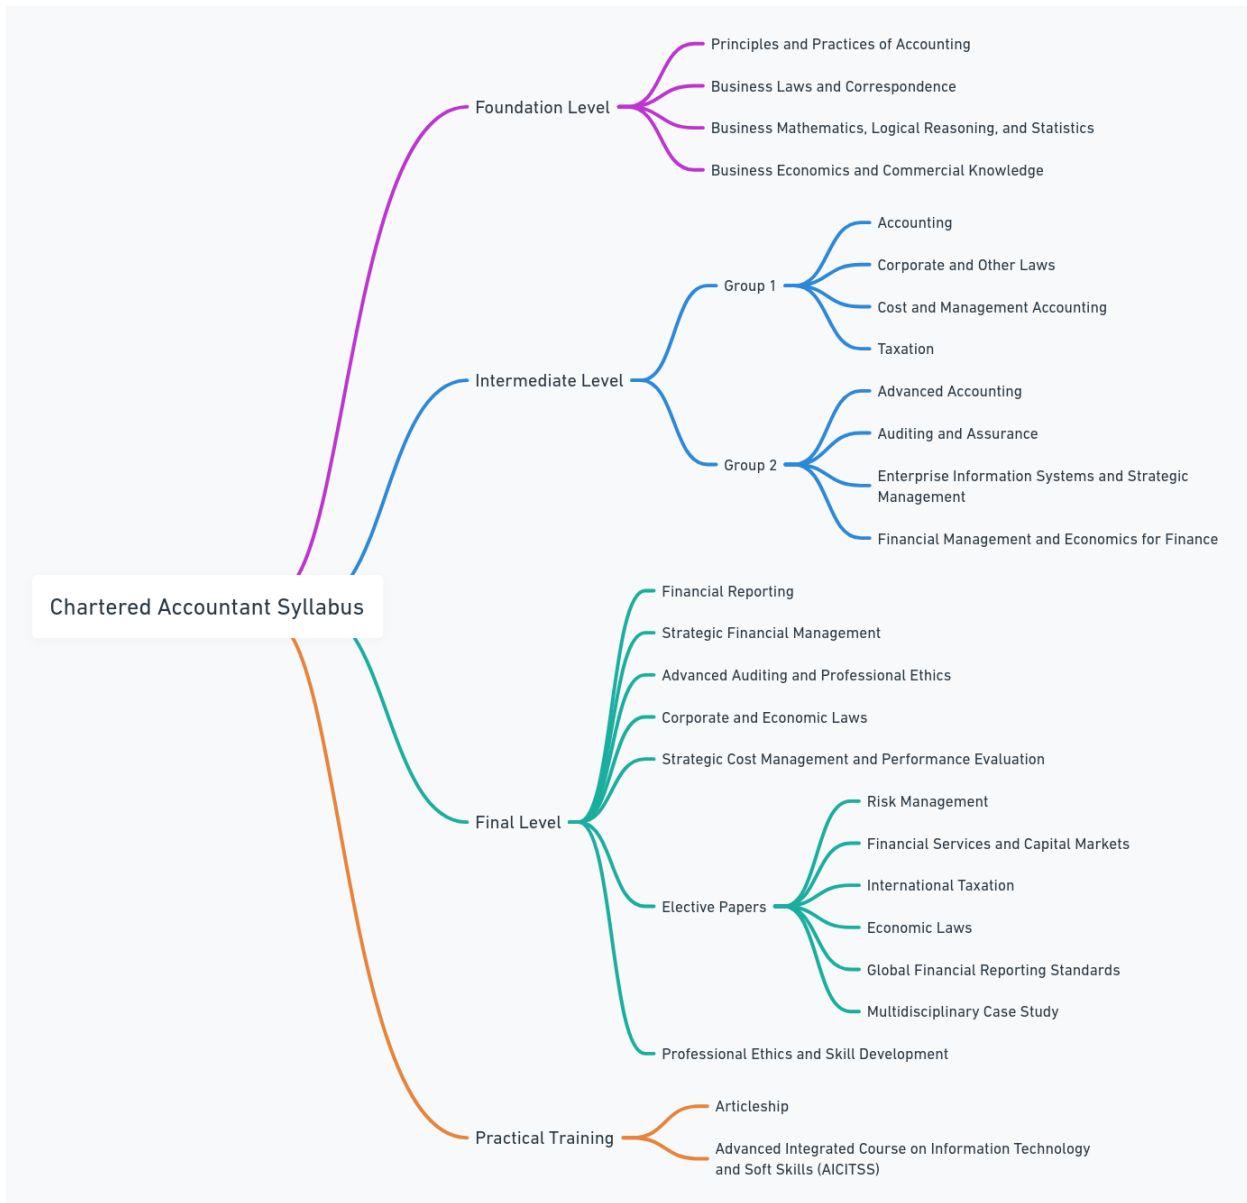 Chartered Accountant Syllabus
Foundation Level
Principles and Practices of Accounting
Business Laws and Correspondence
Business Mathematics, Logical Reasoning, and Statistics
Business Economics and Commercial Knowledge
Intermediate Level
Group 1
Accounting
Corporate and Other Laws
Cost and Management Accounting
Taxation
Group 2
Advanced Accounting
Auditing and Assurance
Enterprise Information Systems and Strategic
Management
Financial Management and Economics for Finance
Final Level
Financial Reporting
Strategic Financial Management
Advanced Auditing and Professional Ethics
Corporate and Economic Laws
Strategic Cost Management and Performance Evaluation
Elective Papers
Risk Management
Financial Services and Capital Markets
International Taxation
Economic Laws
Global Financial Reporting Standards
Multidisciplinary Case Study
Professional Ethics and Skill Development
Practical Training
Articleship
Advanced Integrated Course on Information Technology
and Soft Skills (AICITSS)